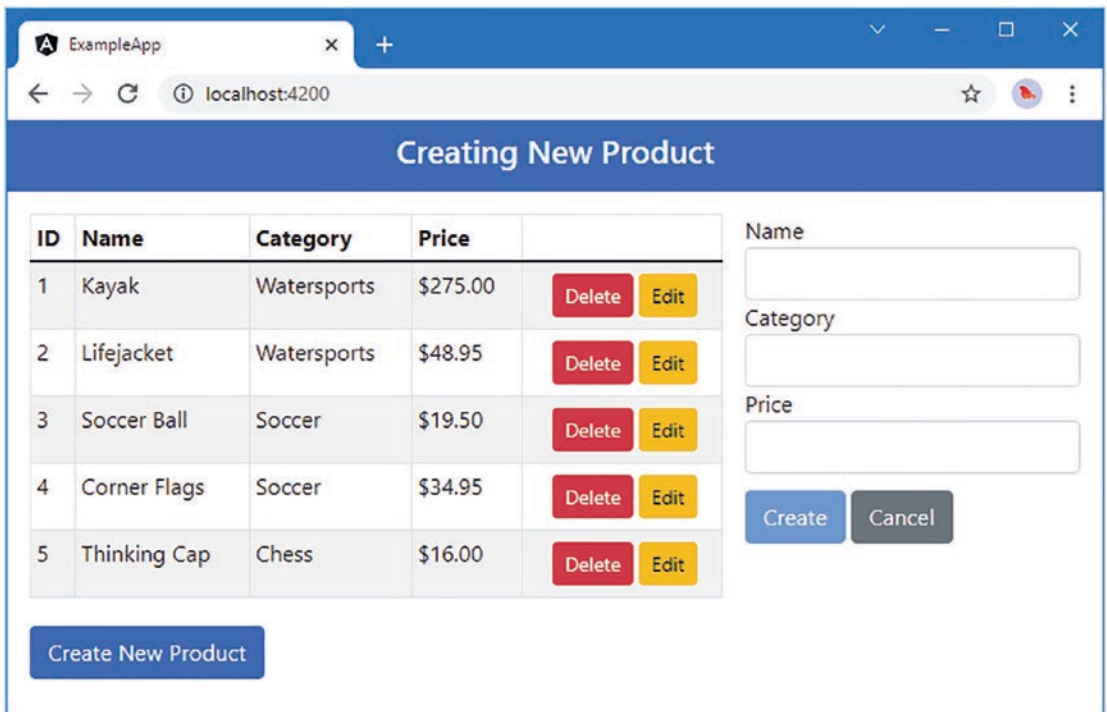 ExampleApp
localhost:4200
Creating New Product
ID Name Category Price
1 Kayak Watersports $275.00 Delete Edit
2 Lifejacket Watersports $48.95 Delete Edit
3 Soccer Ball Soccer $19.50 Delete Edit
4 Corner Flags Soccer $34.95 Delete Edit
5 Thinking Cap Chess $16.00 Delete Edit
Create New Product
Name
Category
Price
Create Cancel